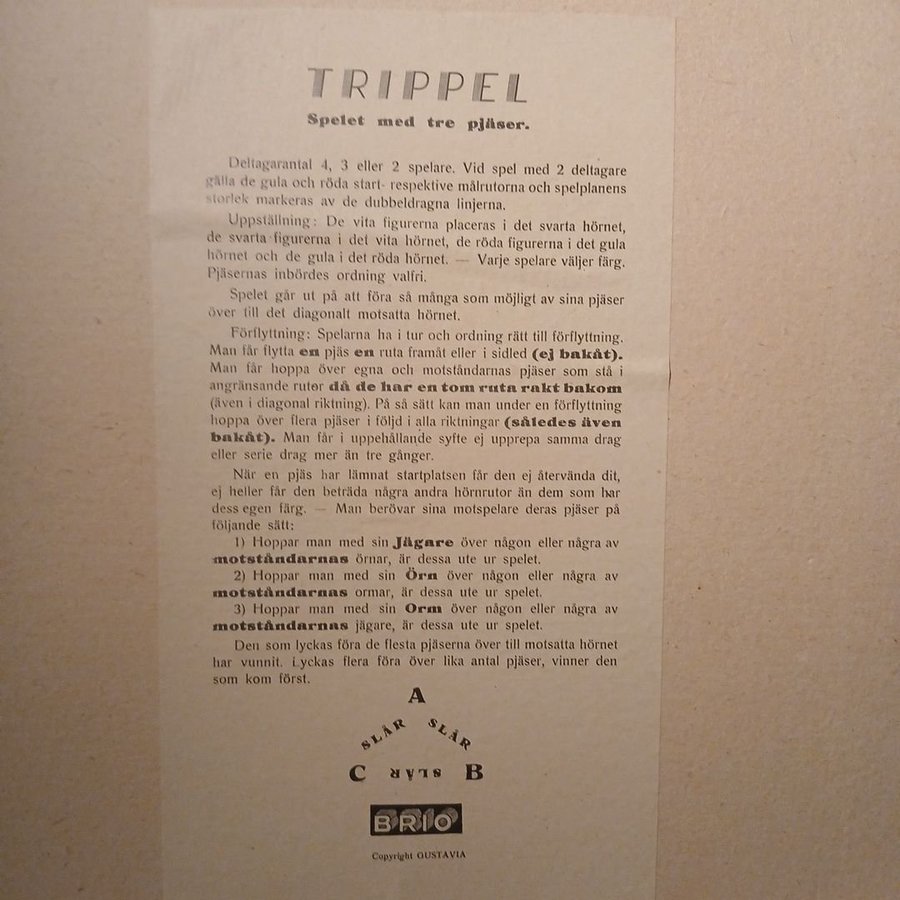 TRIPPEL
Spelet med tre pjäser.
Deltagarantal 4, 3 eller 2 spelare. Vid spel med 2 deltagare
gälla de gula och röda start- respektive målrutorna och spelplanens
storlek markeras av de dubbeldragna linjerna.
Uppställning: De vita figurerna placeras i det svarta hörnet,
de svarta figurerna i det vita hörnet, de röda figurerna i det gula
hörnet och de gula i det röda hörnet. — Varje spelare väljer färg.
Pjäsernas inbördes ordning valfri.
Spelet går ut på att föra så många som möjligt av sina pjäser
över till det diagonalt motsatta hörnet.
Förflyttning: Spelarna ha i tur och ordning rätt till förflyttning.
Man får flytta en pjäs en ruta framåt eller i sidled (ej bakåt).
Man får hoppa över egna och motståndarnas pjäser som stå i
angränsande rutor då de har en tom ruta rakt bakom
(även i diagonal riktning). På så sätt kan man under en förflyttning
hoppa över flera pjäser i följd i alla riktningar (således även
bakåt). Man får i uppehållande syfte ej upprepa samma drag
eller serie drag mer än tre gånger.
När en pjäs har lämnat startplatsen får den ej återvända dit,
ej heller får den beträda några andra hörnrutor än dem som har
dess egen färg. — Man berövar sina motspelare deras pjäser på
följande sätt:
1) Hoppar man med sin Jägare över någon eller några av
motståndarnas örnar, är dessa ute ur spelet.
2) Hoppar man med sin Örn över någon eller några av
motståndarnas ormar, är dessa ute ur spelet.
3) Hoppar man med sin Orm över någon eller några av
motståndarnas jägare, är dessa ute ur spelet.
Den som lyckas föra de flesta pjäserna över till motsatta hörnet
har vunnit. Lyckas flera föra över lika antal pjäser, vinner den
som kom först.
A
SLÅR SLÅR
C SLÅR B
BRIO
Copyright GUSTAVIA